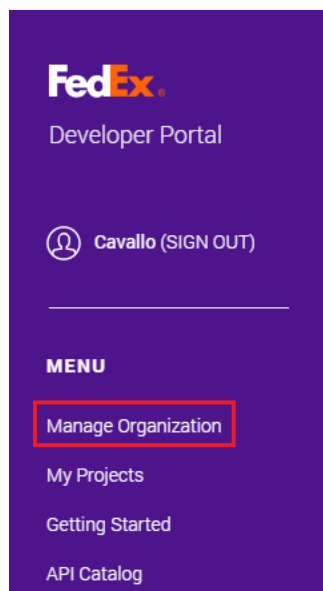 FedEx®
Developer Portal
Cavallo (SIGN OUT)
MENU
Manage Organization
My Projects
Getting Started
API Catalog